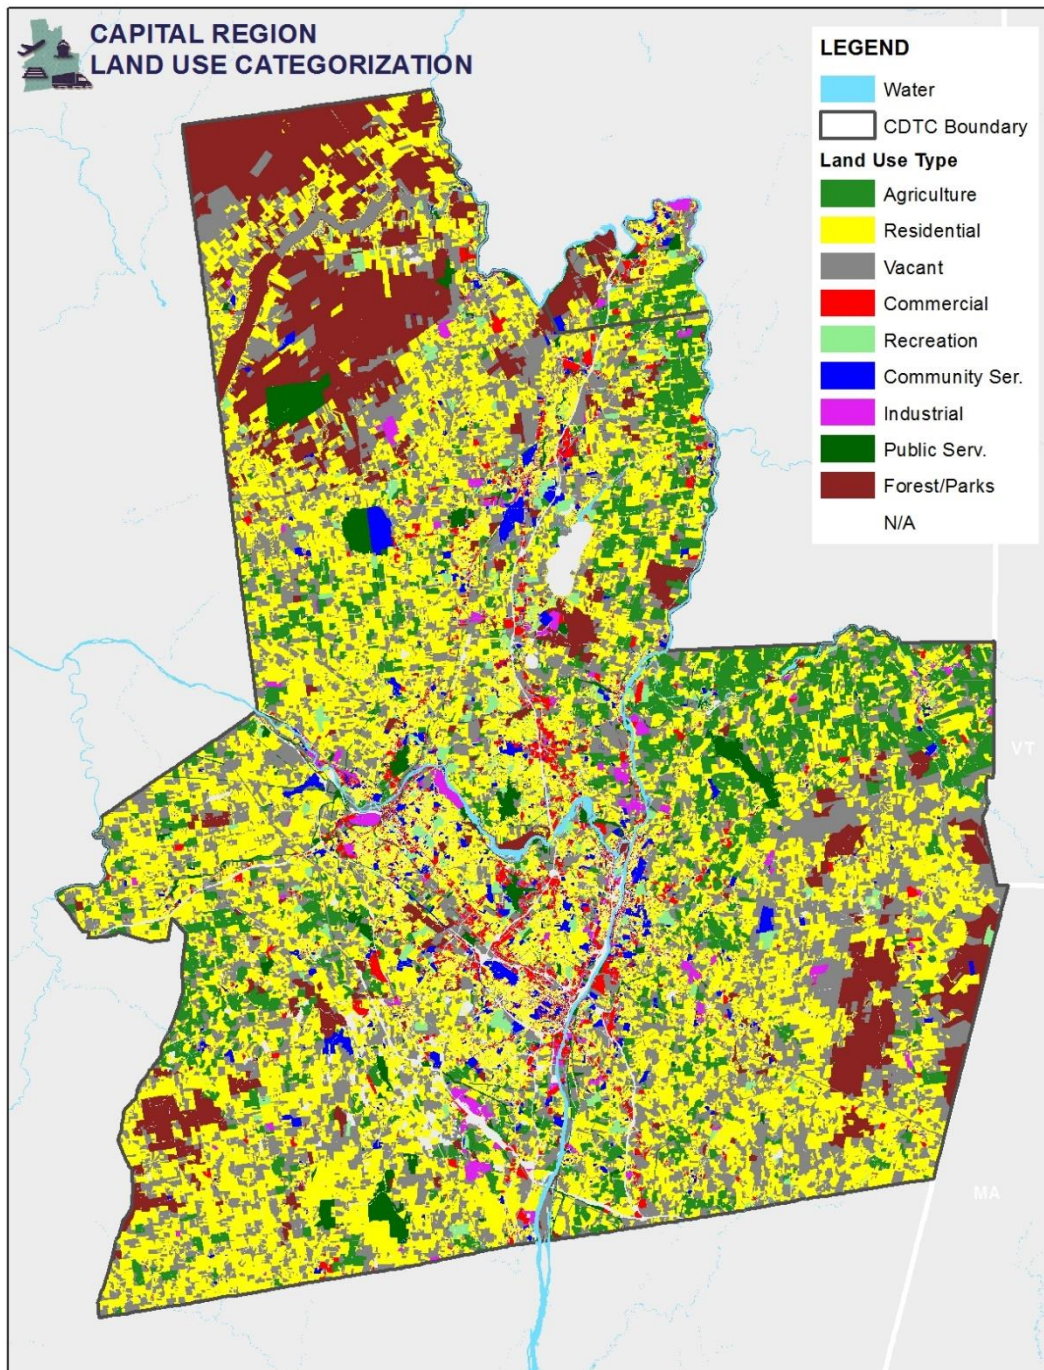 CAPITAL REGION
LAND USE CATEGORIZATION
LEGEND
Water
CDTC Boundary
Land Use Type
Agriculture
Residential
Vacant
Commercial
Recreation
Community Ser.
Industrial
Public Serv.
Forest/Parks
N/A
VT
MA